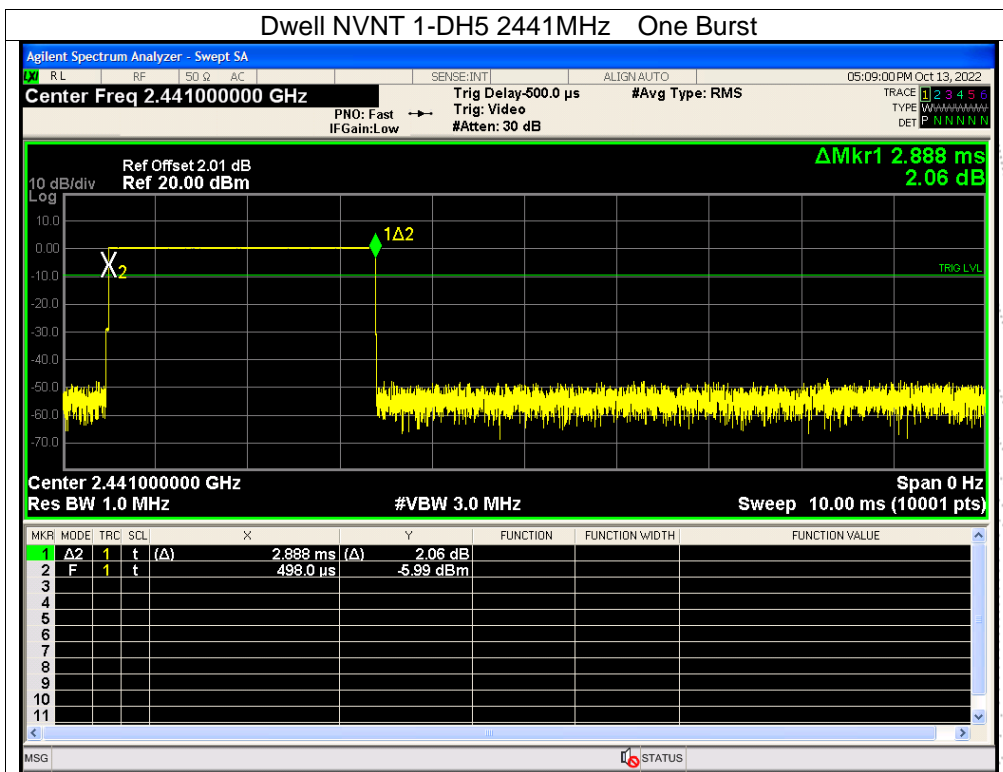 Dwell NVNT 1-DH5 2441MHz One Burst
Agilent Spectrum Analyzer - Swept SA
LXI RL RF 50 Ω AC SENSE:INT ALIGN AUTO 05:09:00 PM Oct 13, 2022
Center Freq 2.441000000 GHz Trig Delay-500.0 µs #Avg Type: RMS TRACE 1 2 3 4 5 6
PNO: Fast Trig: Video TYPE WWWWWWW
IFGain:Low #Atten: 30 dB DET P N N N N N
ΔMkr1 2.888 ms
2.06 dB
Ref Offset 2.01 dB
10 dB/div Ref 20.00 dBm
Log
10.0
1Δ2
0.00
2
-10.0
TRIG LVL
-20.0
-30.0
-40.0
-50.0
-60.0
-70.0
Center 2.441000000 GHz Span 0 Hz
Res BW 1.0 MHz #VBW 3.0 MHz Sweep 10.00 ms (10001 pts)
MKR MODE TRC SCL X Y FUNCTION FUNCTION WIDTH FUNCTION VALUE
1 Δ2 1 t (Δ) 2.888 ms (Δ) 2.06 dB
2 F 1 t 498.0 µs -5.99 dBm
3
4
5
6
7
8
9
10
11
MSG STATUS